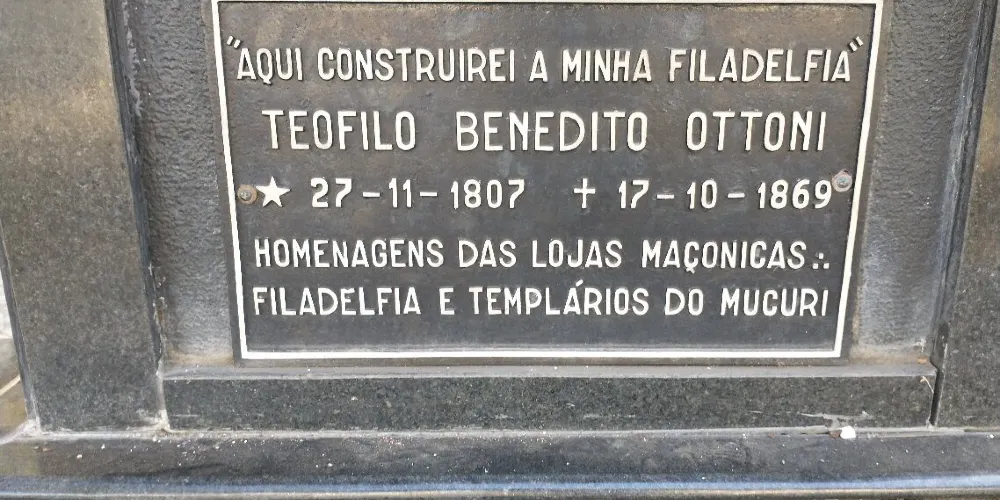 "AQUI CONSTRUIREI A MINHA FILADELFIA"
TEOFILO BENEDITO OTTONI
★ 27-11-1807 ✝ 17-10-1869
HOMENAGENS DAS LOJAS MAÇONICAS∴
FILADELFIA E TEMPLÁRIOS DO MUCURI